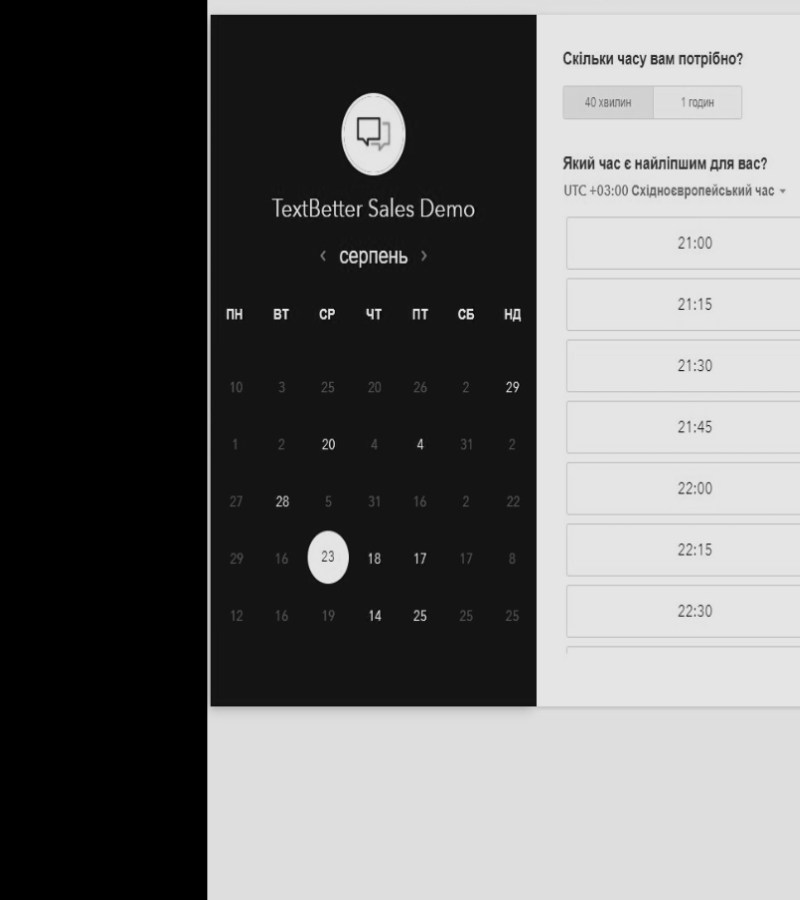 TextBetter Sales Demo
‹ серпень ›
ПН ВТ СР ЧТ ПТ СБ НД
10 3 25 20 26 2 29
1 2 20 4 4 31 2
27 28 5 31 16 2 22
29 16 23 18 17 17 8
12 16 19 14 25 25 25
Скільки часу вам потрібно?
40 хвилин 1 годин
Який час є найліпшим для вас?
UTC +03:00 Східноєвропейський час
21:00
21:15
21:30
21:45
22:00
22:15
22:30